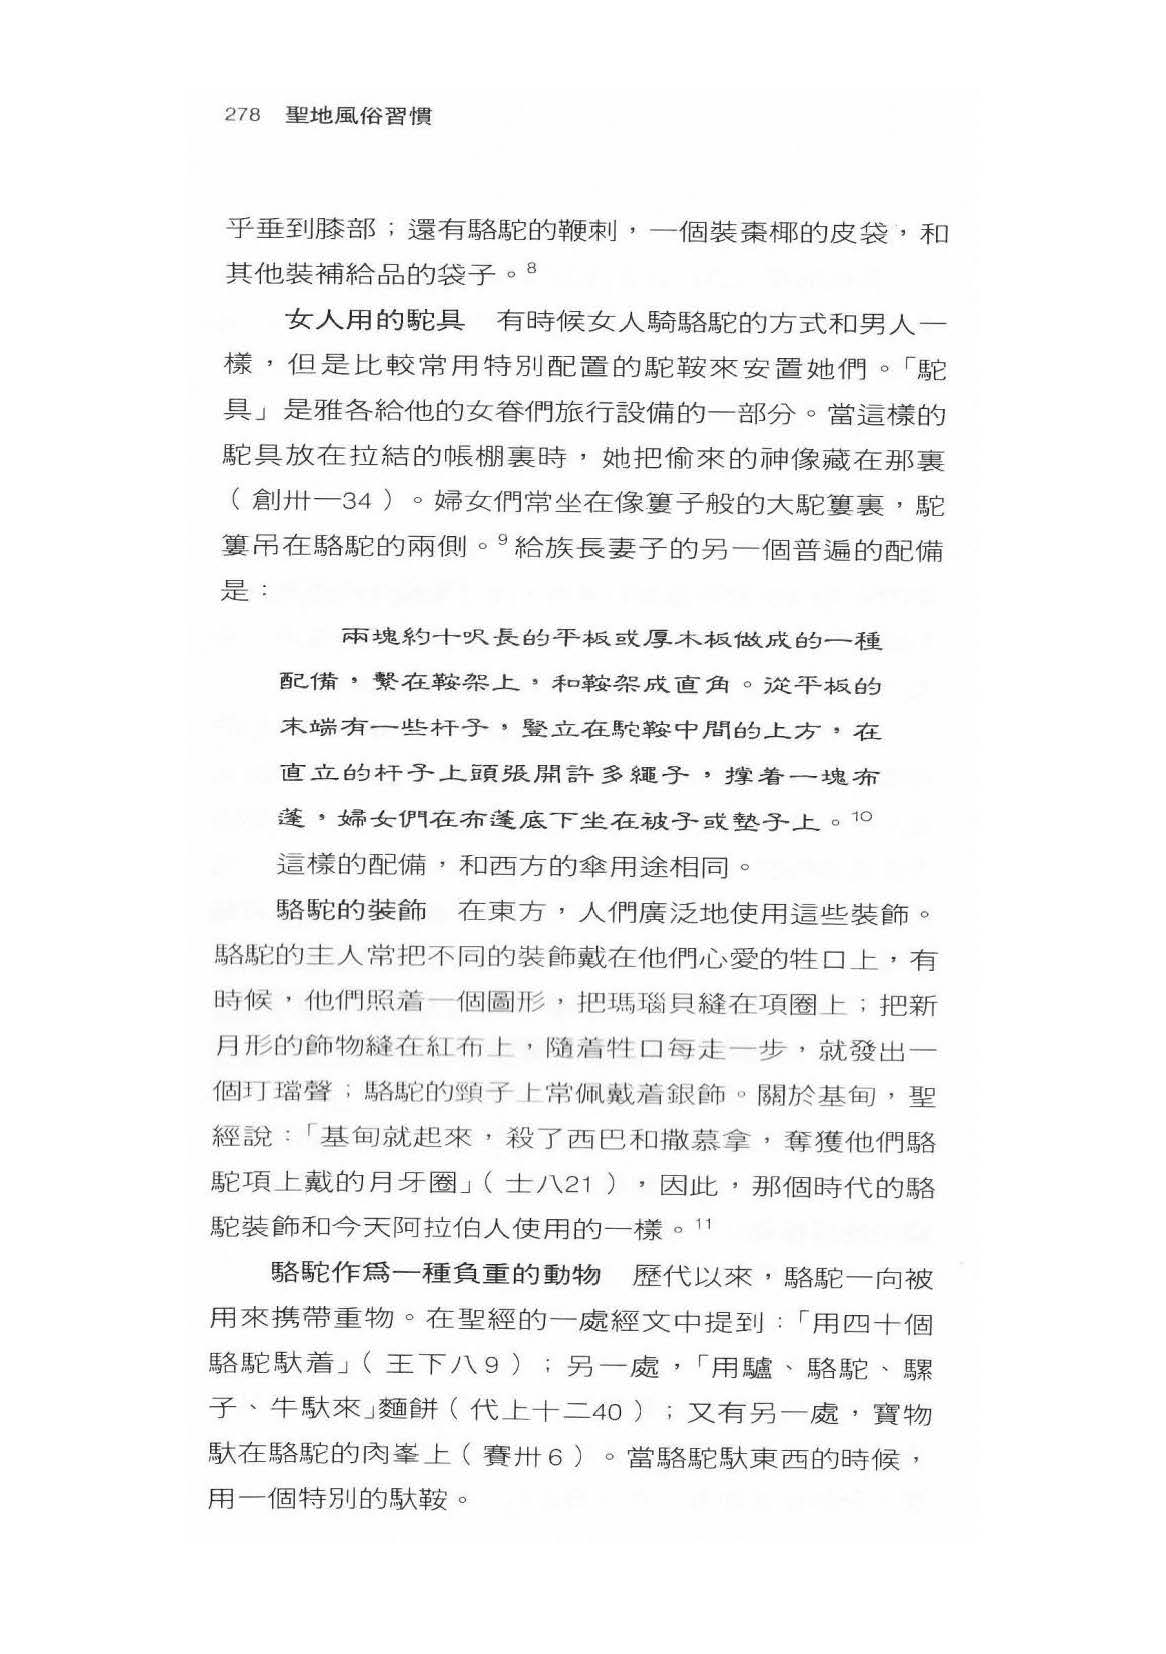 278 聖地風俗習慣
乎垂到膝部；還有駱駝的鞭刺，一個裝棗椰的皮袋，和
其他裝補給品的袋子。⁸
女人用的駝具　有時候女人騎駱駝的方式和男人一
樣，但是比較常用特別配置的駝鞍來安置她們。「駝
具」是雅各給他的女眷們旅行設備的一部分。當這樣的
駝具放在拉結的帳棚裏時，她把偷來的神像藏在那裏
（創卅一34）。婦女們常坐在像簍子般的大駝簍裏，駝
簍吊在駱駝的兩側。⁹給族長妻子的另一個普遍的配備
是：
兩塊約十呎長的平板或厚木板做成的一種
配備，繫在鞍架上，和鞍架成直角。從平板的
末端有一些杆子，豎立在駝鞍中間的上方，在
直立的杆子上頭張開許多繩子，撑着一塊布
蓬，婦女們在布蓬底下坐在被子或墊子上。¹⁰
這樣的配備，和西方的傘用途相同。
駱駝的裝飾　在東方，人們廣泛地使用這些裝飾。
駱駝的主人常把不同的裝飾戴在他們心愛的牲口上，有
時候，他們照着一個圖形，把瑪瑙貝縫在項圈上；把新
月形的飾物縫在紅布上，隨着牲口每走一步，就發出一
個玎璫聲；駱駝的頸子上常佩戴着銀飾。關於基甸，聖
經說：「基甸就起來，殺了西巴和撒慕拿，奪獲他們駱
駝項上戴的月牙圈」（士八21），因此，那個時代的駱
駝裝飾和今天阿拉伯人使用的一樣。¹¹
駱駝作爲一種負重的動物　歷代以來，駱駝一向被
用來携帶重物。在聖經的一處經文中提到：「用四十個
駱駝馱着」（王下八9）；另一處，「用驢、駱駝、騾
子、牛馱來」麵餅（代上十二40）；又有另一處，寶物
馱在駱駝的肉峯上（賽卅6）。當駱駝馱東西的時候，
用一個特別的馱鞍。